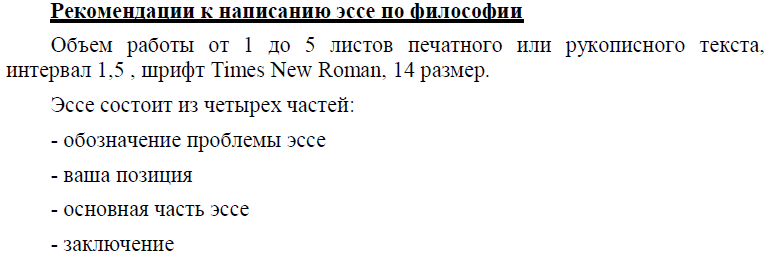 Рекомендации к написанию эссе по философии
Объем работы от 1 до 5 листов печатного или рукописного текста,
интервал 1,5 , шрифт Times New Roman, 14 размер.
Эссе состоит из четырех частей:
- обозначение проблемы эссе
- ваша позиция
- основная часть эссе
- заключение